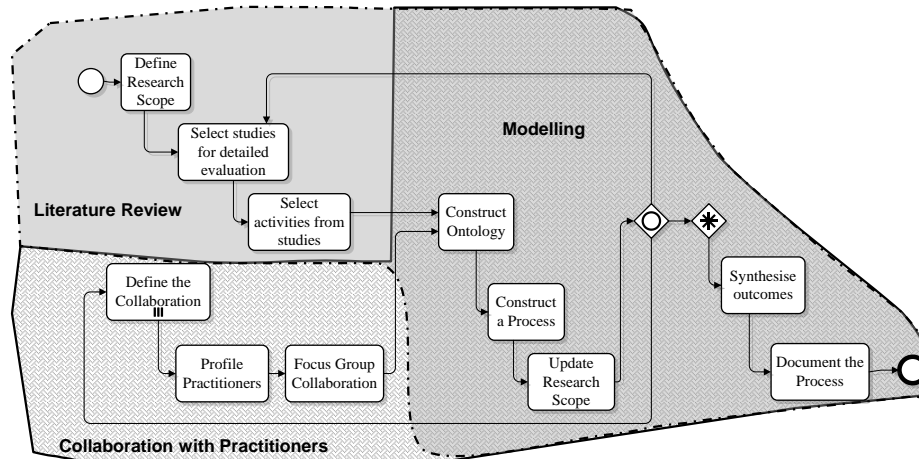 Define
Research
Scope
Select studies
for detailed
evaluation
Select
activities from
studies
Literature Review
Modelling
Construct
Ontology
Construct
a Process
Update
Research
Scope
Synthesise
outcomes
Document the
Process
Define the
Collaboration
Profile
Practitioners
Focus Group
Collaboration
Collaboration with Practitioners